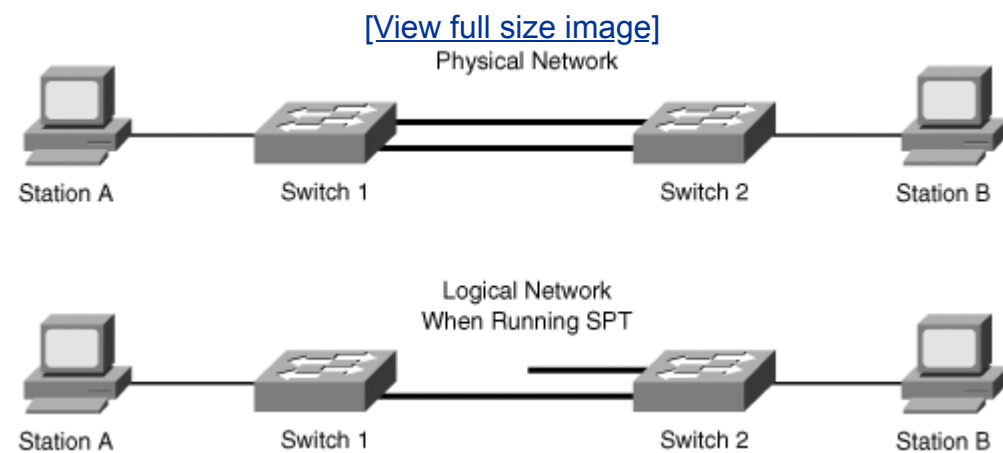 [View full size image]
Physical Network
Station A
Switch 1
Switch 2
Station B
Logical Network
When Running SPT
Station A
Switch 1
Switch 2
Station B